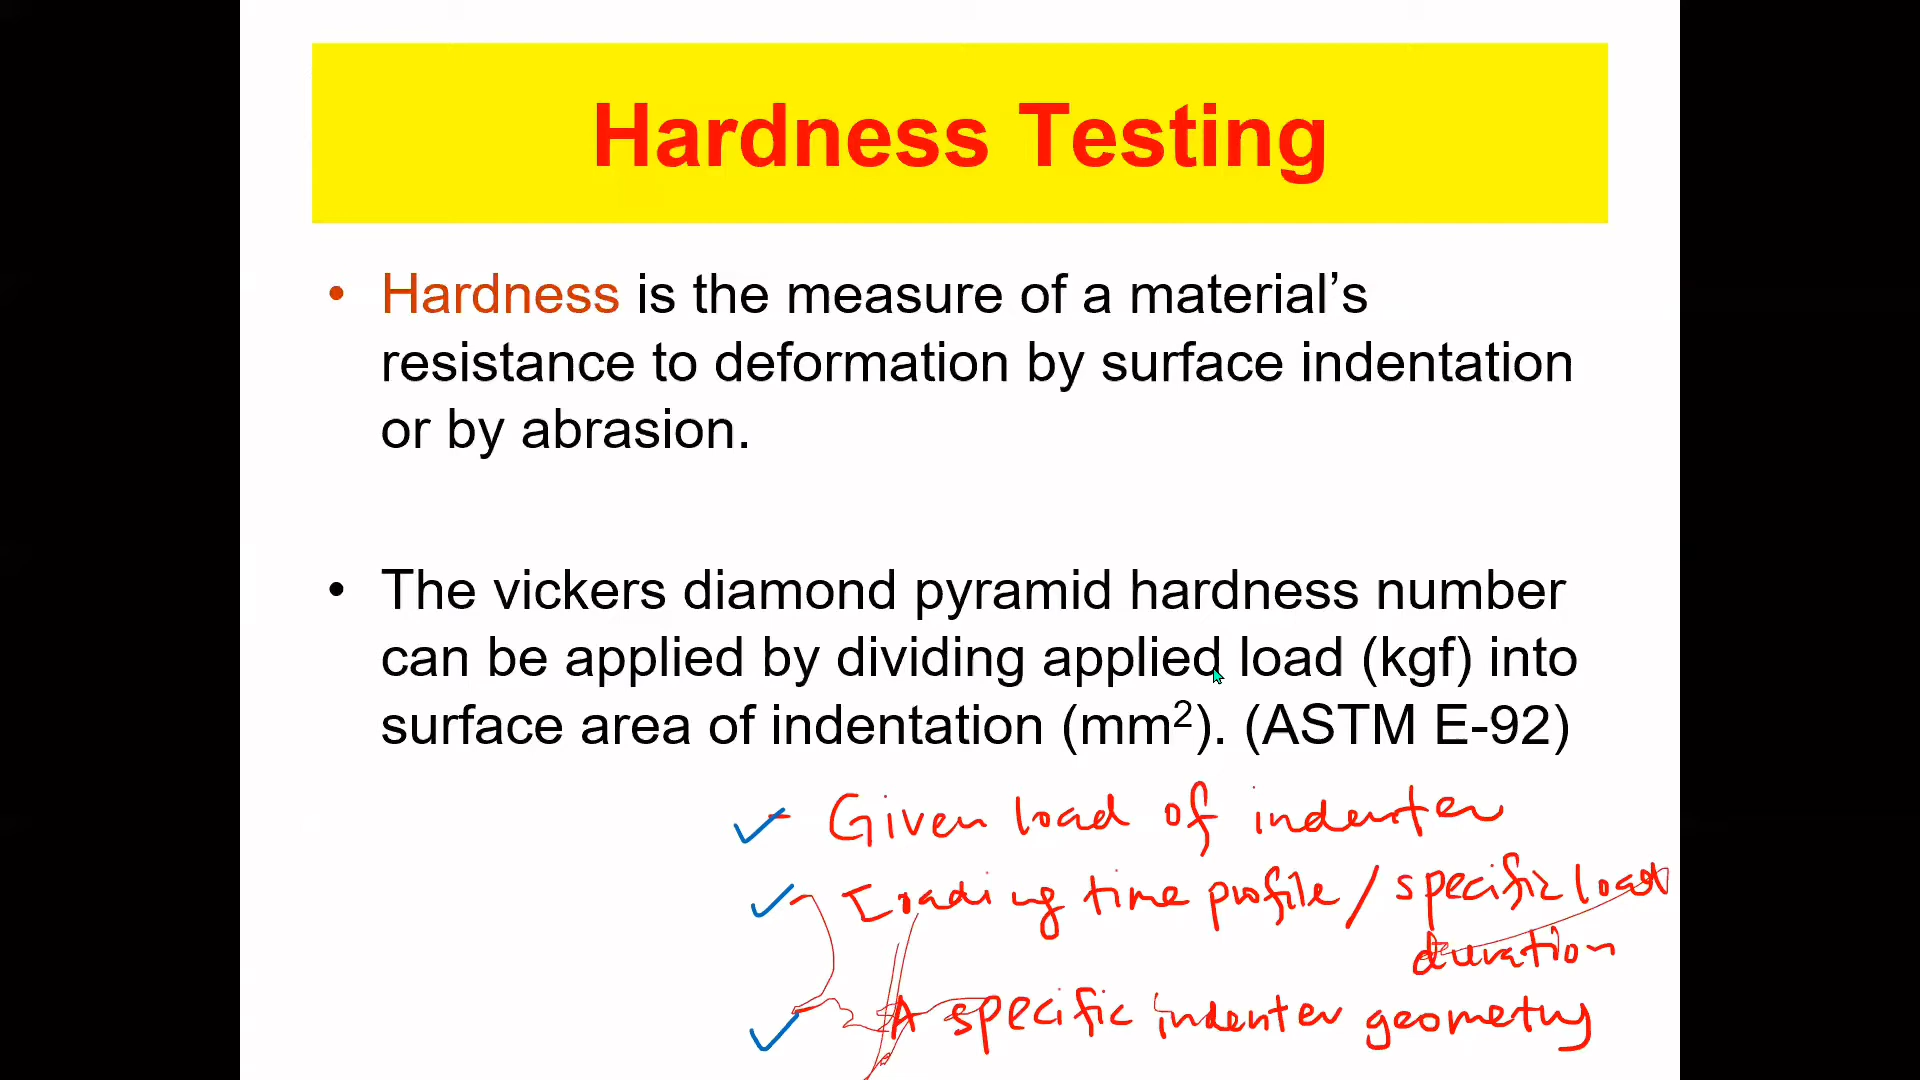 Hardness Testing
• Hardness is the measure of a material’s
resistance to deformation by surface indentation
or by abrasion.
• The vickers diamond pyramid hardness number
can be applied by dividing applied load (kgf) into
surface area of indentation (mm²). (ASTM E-92)
Given load of indenter
Loading time profile / specific load
duration
A specific indenter geometry